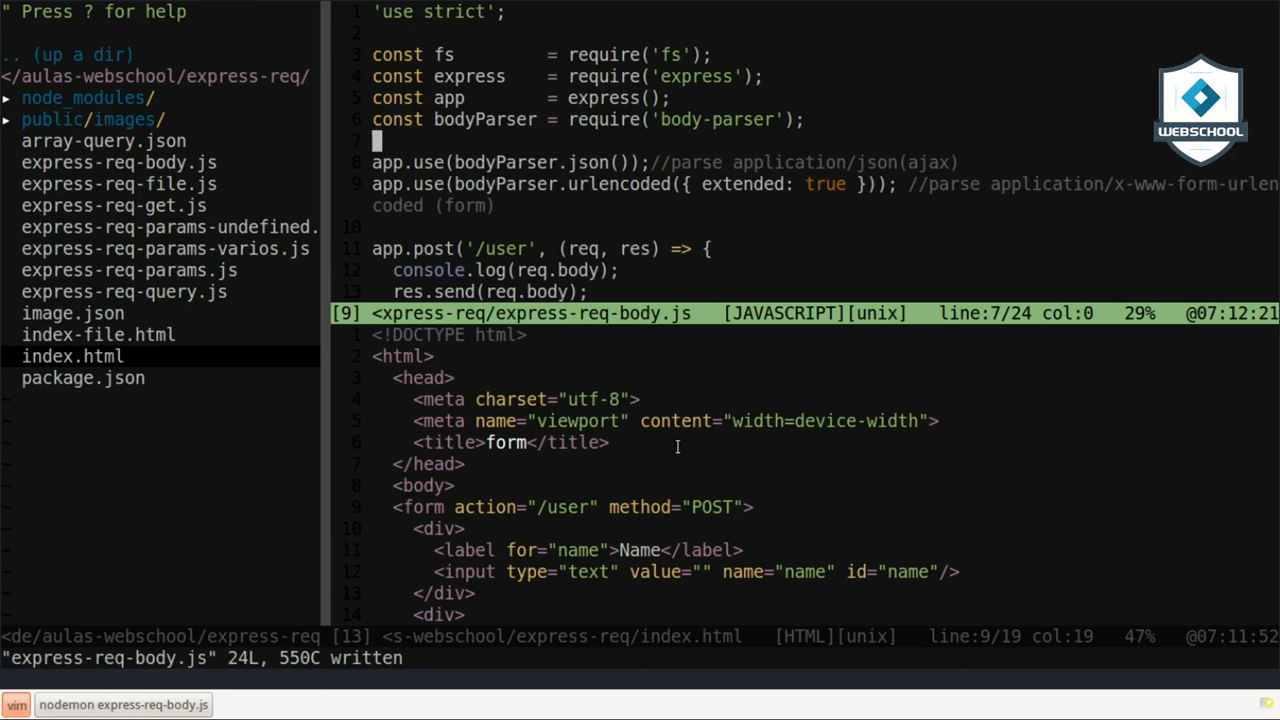 " Press ? for help
.. (up a dir)
</aulas-webschool/express-req/
▸ node_modules/
▸ public/images/
array-query.json
express-req-body.js
express-req-file.js
express-req-get.js
express-req-params-undefined.
express-req-params-varios.js
express-req-params.js
express-req-query.js
image.json
index-file.html
index.html
package.json
~
~
~
~
~
~
~
~
~
~
<de/aulas-webschool/express-req
1 'use strict';
2
3 const fs        = require('fs');
4 const express   = require('express');
5 const app       = express();
6 const bodyParser = require('body-parser');
7
8 app.use(bodyParser.json());//parse application/json(ajax)
9 app.use(bodyParser.urlencoded({ extended: true })); //parse application/x-www-form-urlen
coded (form)
10
11 app.post('/user', (req, res) => {
12   console.log(req.body);
13   res.send(req.body);
[9] <xpress-req/express-req-body.js   [JAVASCRIPT][unix]   line:7/24 col:0   29%   @07:12:21
1 <!DOCTYPE html>
2 <html>
3   <head>
4     <meta charset="utf-8">
5     <meta name="viewport" content="width=device-width">
6     <title>form</title>
7   </head>
8   <body>
9   <form action="/user" method="POST">
10     <div>
11       <label for="name">Name</label>
12       <input type="text" value="" name="name" id="name"/>
13     </div>
14     <div>
[13] <s-webschool/express-req/index.html   [HTML][unix]   line:9/19 col:19   47%   @07:11:52
"express-req-body.js" 24L, 550C written
WEBSCHOOL
vim
nodemon express-req-body.js